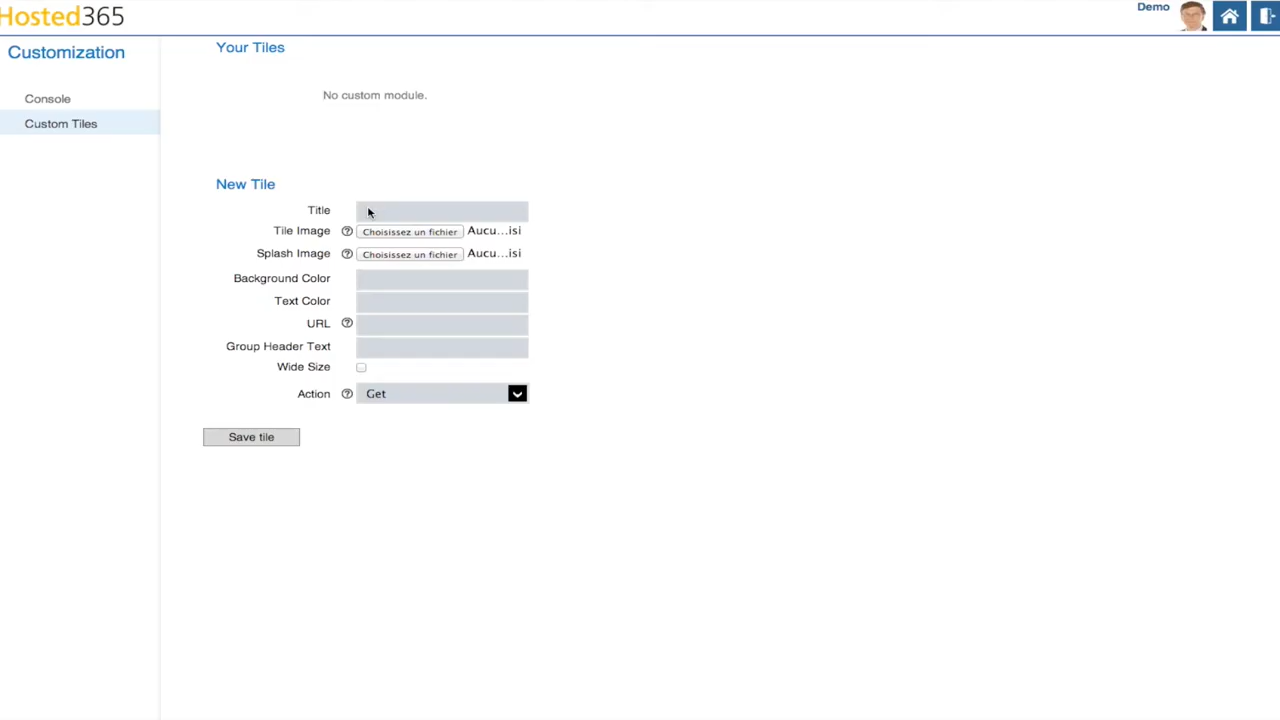 Hosted365
Demo
Customization
Console
Custom Tiles
Your Tiles
No custom module.
New Tile
Title
Tile Image ? Choisissez un fichier Aucu...isi
Splash Image ? Choisissez un fichier Aucu...isi
Background Color
Text Color
URL ?
Group Header Text
Wide Size
Action ? Get
Save tile